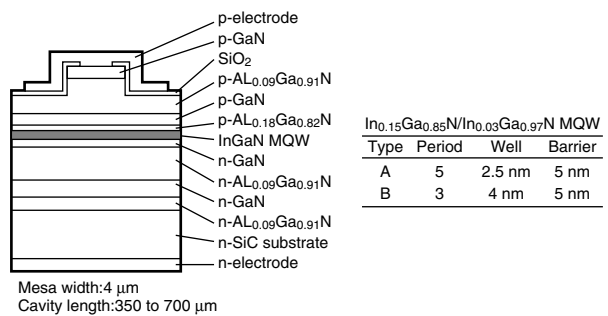 p-electrode
p-GaN
SiO2
p-AL0.09Ga0.91N
p-GaN
p-AL0.18Ga0.82N
InGaN MQW
n-GaN
n-AL0.09Ga0.91N
n-GaN
n-AL0.09Ga0.91N
n-SiC substrate
n-electrode
Mesa width:4 μm
Cavity length:350 to 700 μm
In0.15Ga0.85N/In0.03Ga0.97N MQW
Type Period Well Barrier
A 5 2.5 nm 5 nm
B 3 4 nm 5 nm